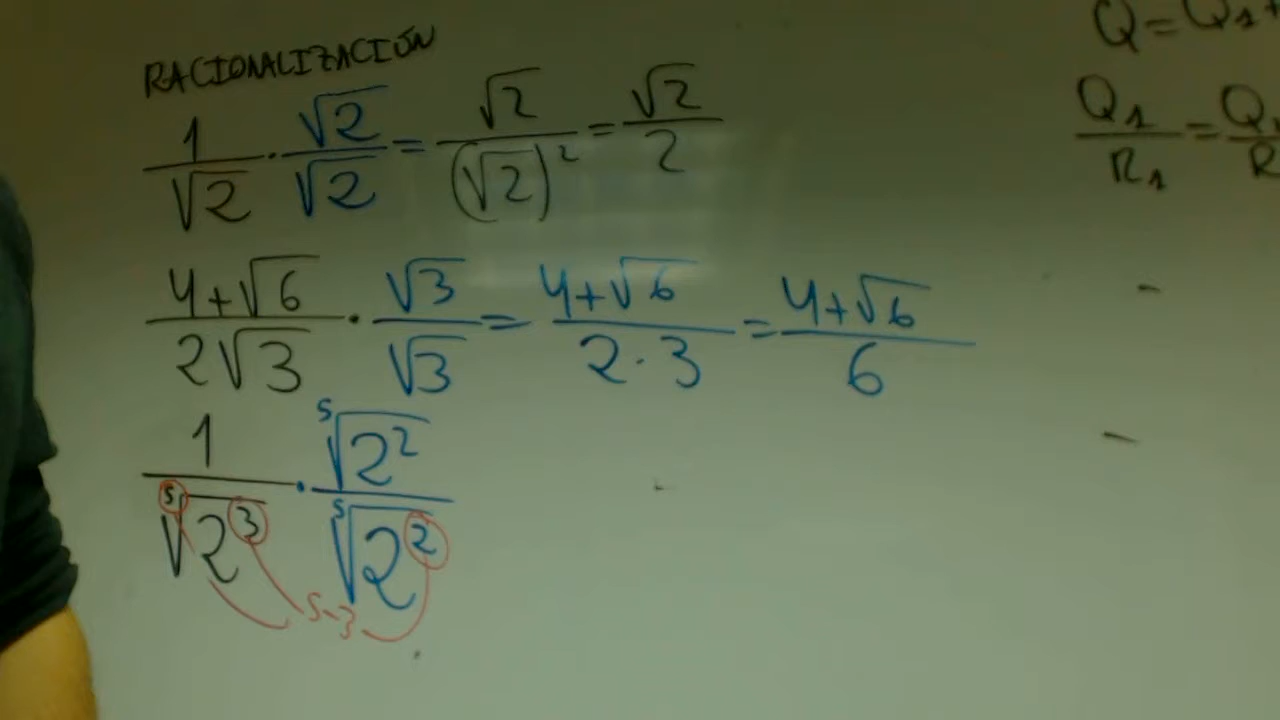 RACIONALIZACIÓN
1/√2 · √2/√2 = √2/(√2)² = √2/2
4+√6/2√3 · √3/√3 = 4+√6/2·3 = 4+√6/6
1/⁵√2³ · ⁵√2²/⁵√2²
5-3
Q=Q₁+
Q₁/R₁=Q